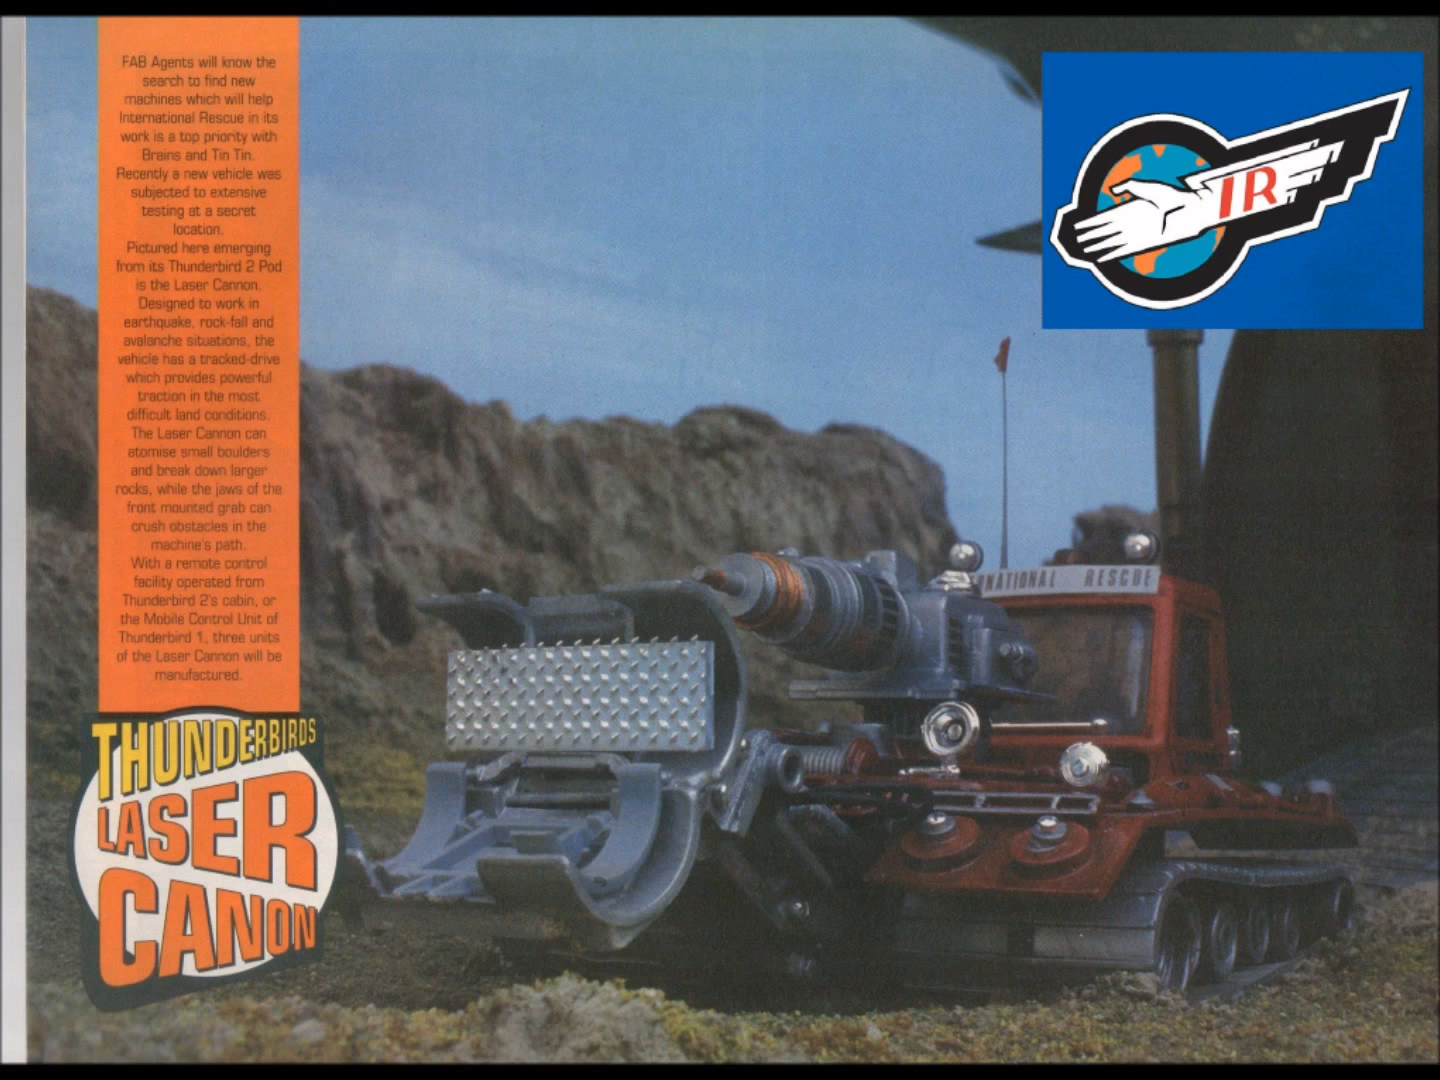 FAB Agents will know the
search to find new
machines which will help
International Rescue in its
work is a top priority with
Brains and Tin Tin.
Recently a new vehicle was
subjected to extensive
testing at a secret
location.
Pictured here emerging
from its Thunderbird 2 Pod
is the Laser Cannon.
Designed to work in
earthquake, rock-fall and
avalanche situations, the
vehicle has a tracked-drive
which provides powerful
traction in the most
difficult land conditions.
The Laser Cannon can
atomise small boulders
and break down larger
rocks, while the jaws of the
front mounted grab can
crush obstacles in the
machine's path.
With a remote control
facility operated from
Thunderbird 2's cabin, or
the Mobile Control Unit of
Thunderbird 1, three units
of the Laser Cannon will be
manufactured.
THUNDERBIRDS
LASER
CANON
IR
RNATIONAL RESCUE